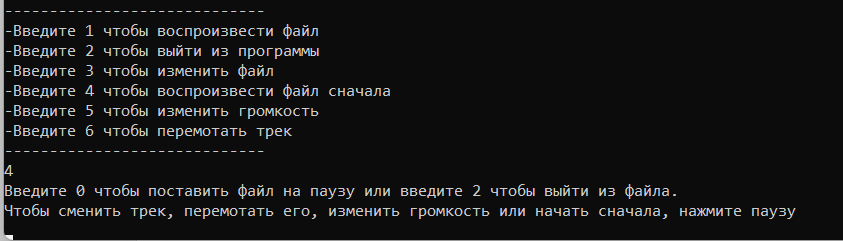 -----------------------------
-Введите 1 чтобы воспроизвести файл
-Введите 2 чтобы выйти из программы
-Введите 3 чтобы изменить файл
-Введите 4 чтобы воспроизвести файл сначала
-Введите 5 чтобы изменить громкость
-Введите 6 чтобы перемотать трек
-----------------------------
4
Введите 0 чтобы поставить файл на паузу или введите 2 чтобы выйти из файла.
Чтобы сменить трек, перемотать его, изменить громкость или начать сначала, нажмите паузу